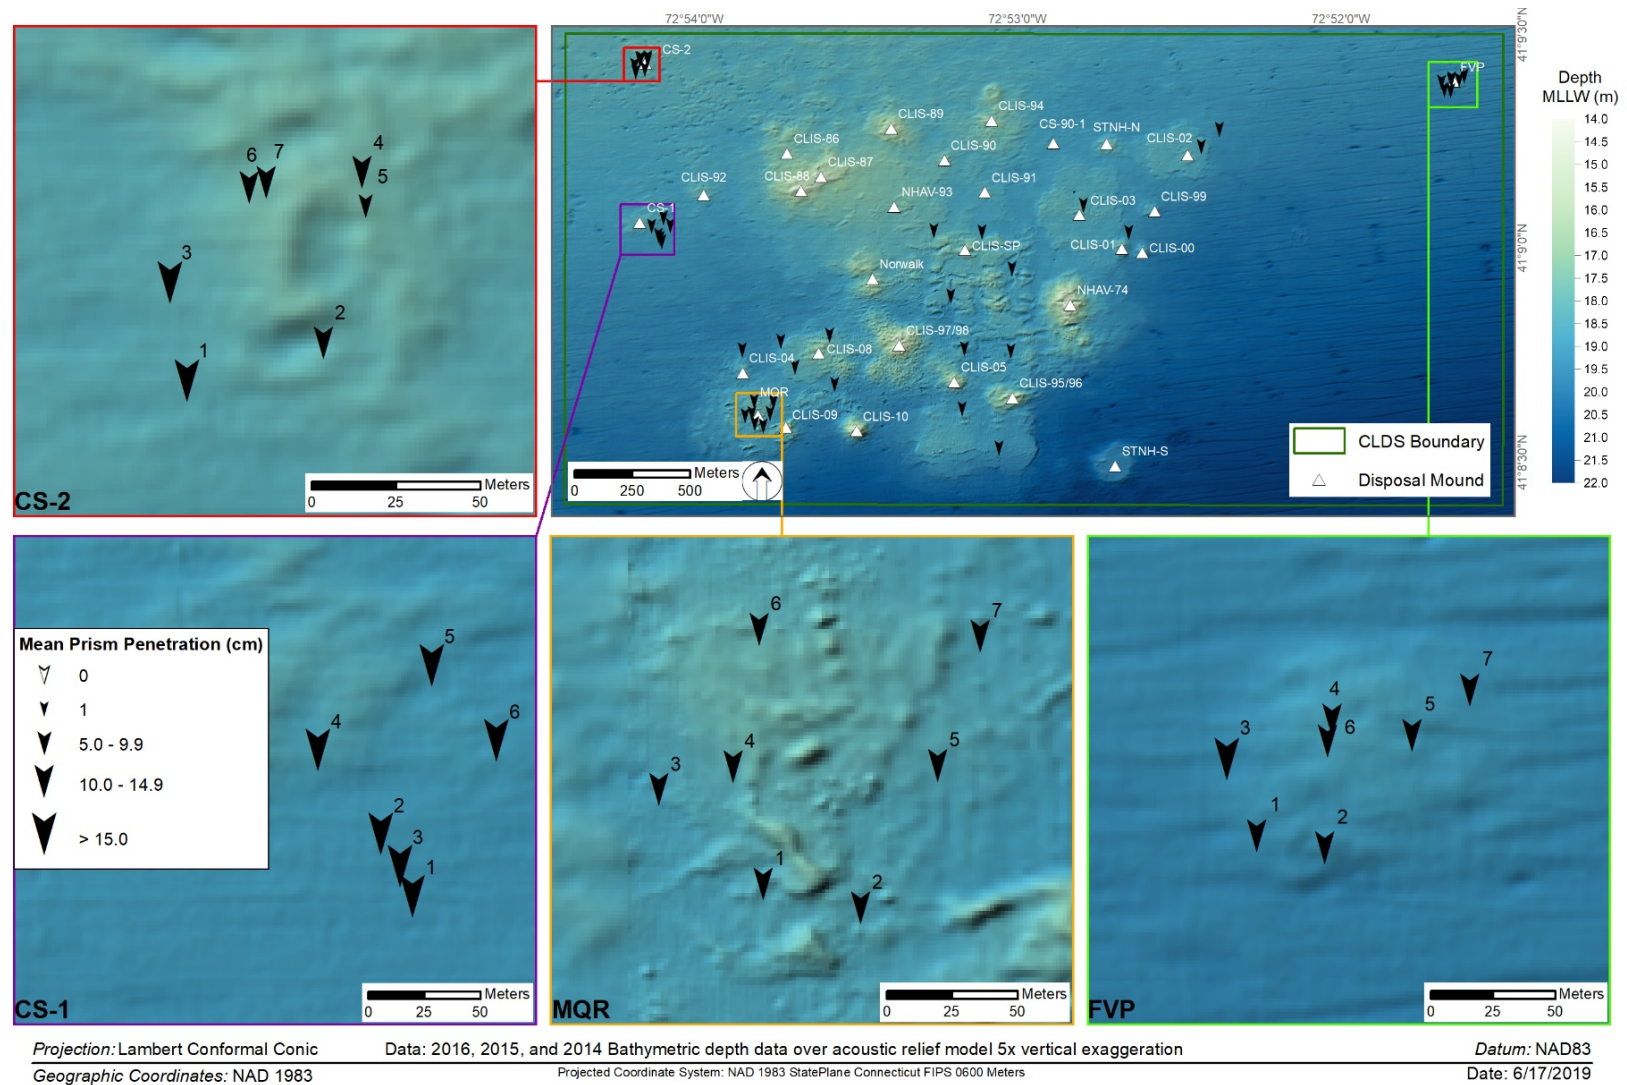 72°54'0"W
72°53'0"W
72°52'0"W
41°9'30"N
41°9'0"N
41°8'30"N
CS-2
FVP
CLIS-94
CLIS-89
CS-90-1
STNH-N
CLIS-02
CLIS-86
CLIS-90
CLIS-87
CLIS-88
CLIS-92
CLIS-91
NHAV-93
CLIS-03
CLIS-99
CS-1
CLIS-SP
CLIS-01
CLIS-00
Norwalk
NHAV-74
CLIS-97/98
CLIS-08
CLIS-04
CLIS-05
CLIS-95/96
MQR
CLIS-09
CLIS-10
STNH-S
Meters
0 250 500
CLDS Boundary
Disposal Mound
Depth
MLLW (m)
14.0
14.5
15.0
15.5
16.0
16.5
17.0
17.5
18.0
18.5
19.0
19.5
20.0
20.5
21.0
21.5
22.0
4
6 7
5
3
2
1
Meters
0 25 50
CS-2
Mean Prism Penetration (cm)
0
1
5.0 - 9.9
10.0 - 14.9
> 15.0
5
6
4
2
3
1
Meters
0 25 50
CS-1
6
7
4
5
3
1
2
Meters
0 25 50
MQR
7
4
5
3
6
1
2
Meters
0 25 50
FVP
Projection: Lambert Conformal Conic
Data: 2016, 2015, and 2014 Bathymetric depth data over acoustic relief model 5x vertical exaggeration
Datum: NAD83
Geographic Coordinates: NAD 1983
Projected Coordinate System: NAD 1983 StatePlane Connecticut FIPS 0600 Meters
Date: 6/17/2019